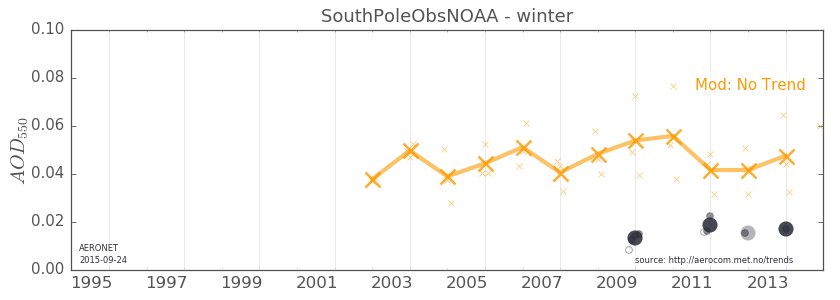 SouthPoleObsNOAA - winter
0.10
0.08
0.06
0.04
0.02
0.00
AOD550
Mod: No Trend
AERONET
2015-09-24
source: http://aerocom.met.no/trends
1995 1997 1999 2001 2003 2005 2007 2009 2011 2013